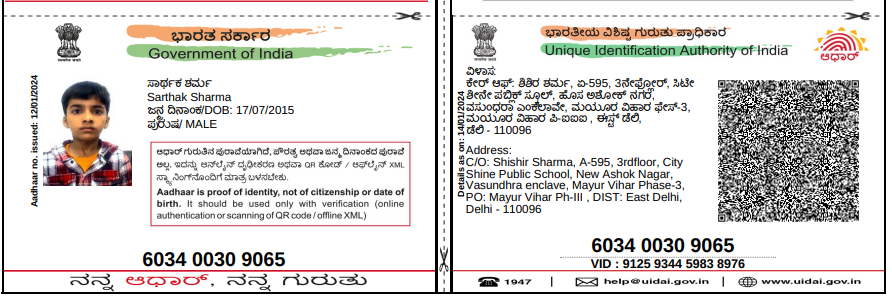 ಭಾರತ ಸರ್ಕಾರ
Government of India
Aadhaar no. issued: 12/01/2024
ಸಾರ್ಥಕ ಶರ್ಮ
Sarthak Sharma
ಜನ್ಮ ದಿನಾಂಕ/DOB: 17/07/2015
ಪುರುಷ/ MALE
ಆಧಾರ್ ಗುರುತಿನ ಪುರಾವೆಯಾಗಿದೆ, ಪೌರತ್ವ ಅಥವಾ ಜನ್ಮ ದಿನಾಂಕದ ಪುರಾವೆ
ಅಲ್ಲ. ಇದನ್ನು ಆನ್‌ಲೈನ್ ದೃಢೀಕರಣ ಅಥವಾ QR ಕೋಡ್ / ಆಫ್‌ಲೈನ್ XML
ಸ್ಕ್ಯಾನಿಂಗ್‌ನೊಂದಿಗೆ ಮಾತ್ರ ಬಳಸಬೇಕು.
Aadhaar is proof of identity, not of citizenship or date of
birth. It should be used only with verification (online
authentication or scanning of QR code / offline XML)
6034 0030 9065
ನನ್ನ ಆಧಾರ್, ನನ್ನ ಗುರುತು
ಭಾರತೀಯ ವಿಶಿಷ್ಟ ಗುರುತು ಪ್ರಾಧಿಕಾರ
Unique Identification Authority of India
ಆಧಾರ್
Details as on: 14/01/2024
ವಿಳಾಸ:
ಕೇರ್ ಆಫ್: ಶಿಶಿರ ಶರ್ಮ, ಏ-595, 3ನೇಫ್ಲೋರ್, ಸಿಟೀ
ಶೀನೇ ಪಬ್ಲಿಕ್ ಸ್ಕೂಲ್, ಹೊಸ ಅಶೋಕ್ ನಗರ,
ವಸುಂಧರಾ ಎಂಕೆಲಾವೇ, ಮಯೂರ ವಿಹಾರ ಫೇಸ್-3,
ಮಯೂರ ವಿಹಾರ ಪಿ-ಐಐಐ , ಈಸ್ಟ್ ಡೆಲಿ,
ಡೆಲಿ - 110096
Address:
C/O: Shishir Sharma, A-595, 3rdfloor, City
Shine Public School, New Ashok Nagar,
Vasundhra enclave, Mayur Vihar Phase-3,
PO: Mayur Vihar Ph-III , DIST: East Delhi,
Delhi - 110096
6034 0030 9065
VID : 9125 9344 5983 8976
1947 | help@uidai.gov.in | www.uidai.gov.in